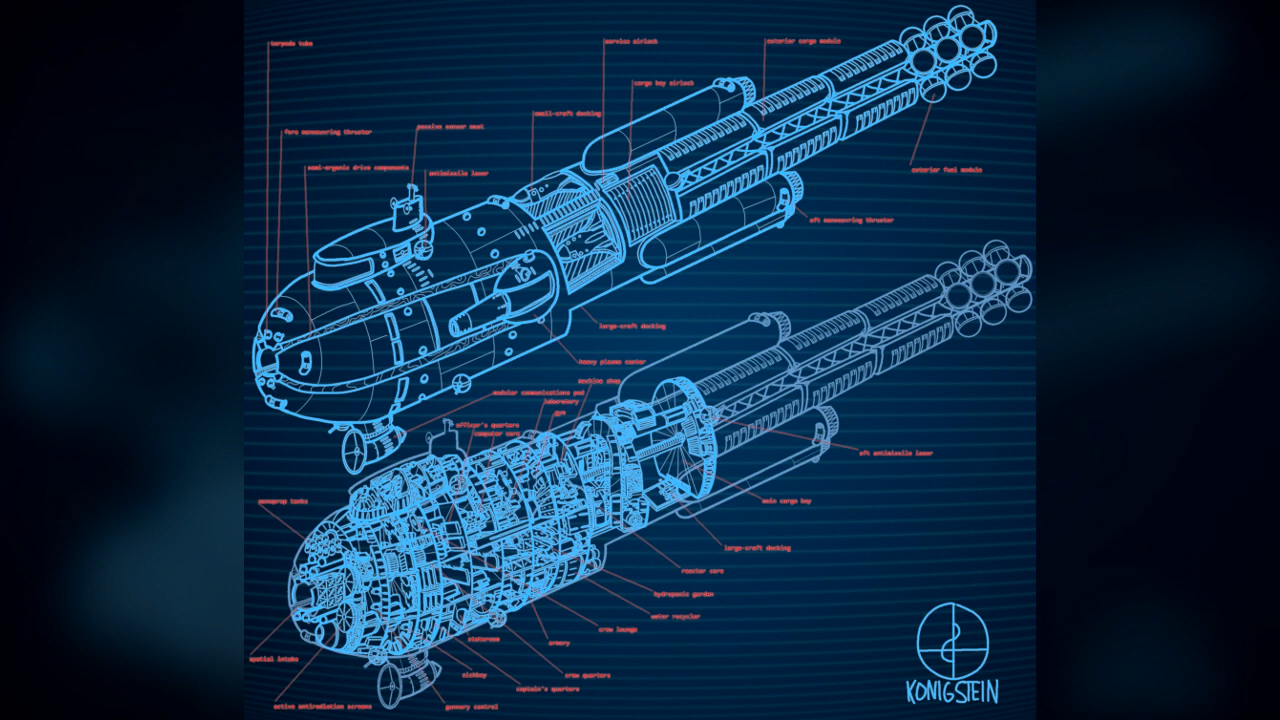 torpedo tube
service airlock
exterior cargo module
cargo bay airlock
small-craft docking
fore maneuvering thruster
passive sensor mast
semi-organic drive components
antimissile laser
exterior fuel module
aft maneuvering thruster
large-craft docking
heavy plasma caster
machine shop
modular communications pod
laboratory
gym
officer's quarters
computer core
aft antimissile laser
monoprop tanks
main cargo bay
large-craft docking
reactor core
hydroponic garden
water recycler
crew lounge
cisterns
armory
spatial intake
sickbay
crew quarters
captain's quarters
active antiradiation screens
gunnery control
KONIGSTEIN